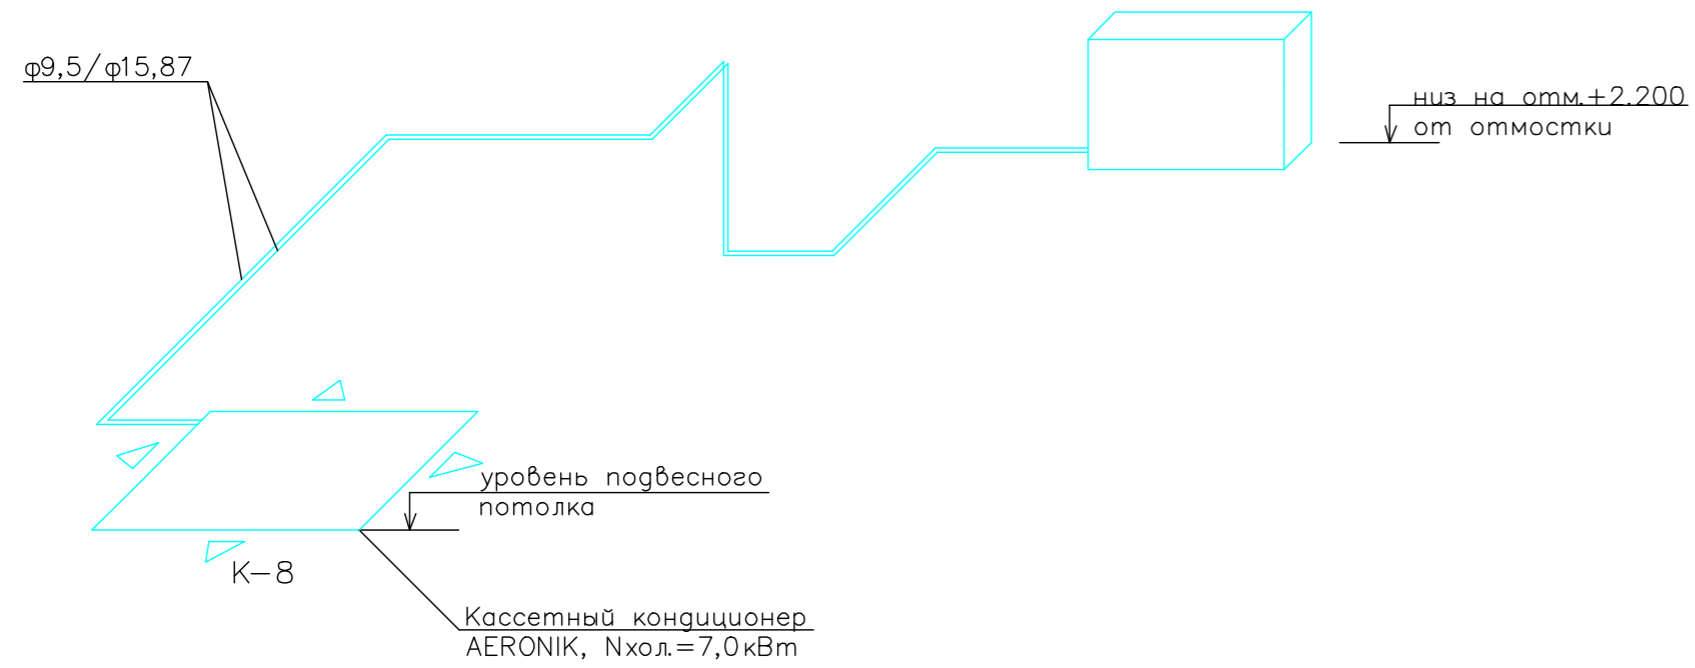 φ9,5/φ15,87
низ на отм.+2.200
от отмостки
уровень подвесного
потолка
К-8
Кассетный кондиционер
AERONIK, Nхол.=7,0кВт